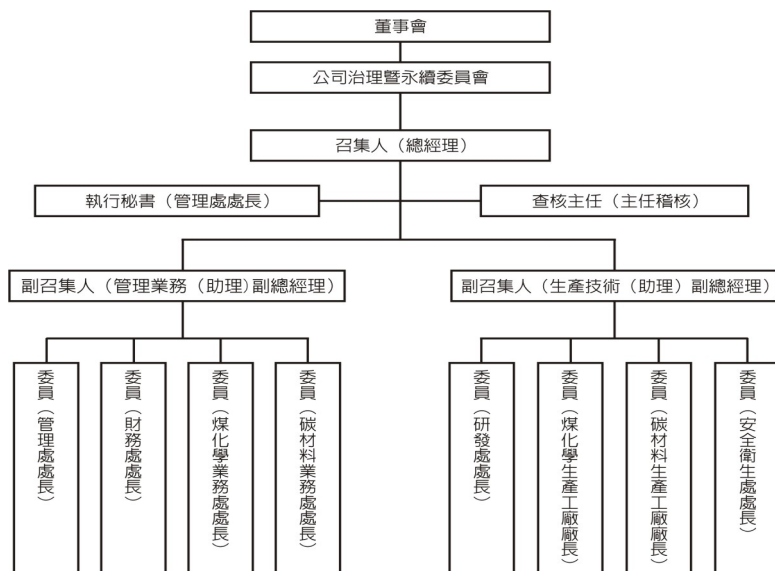 董事會
公司治理暨永續委員會
召集人（總經理）
執行秘書（管理處處長）
查核主任（主任稽核）
副召集人（管理業務（助理）副總經理）
副召集人（生產技術（助理）副總經理）
委員（管理處處長）
委員（財務處處長）
委員（煤化學業務處處長）
委員（碳材料業務處處長）
委員（研發處處長）
委員（煤化學生產工廠廠長）
委員（碳材料生產工廠廠長）
委員（安全衛生處處長）